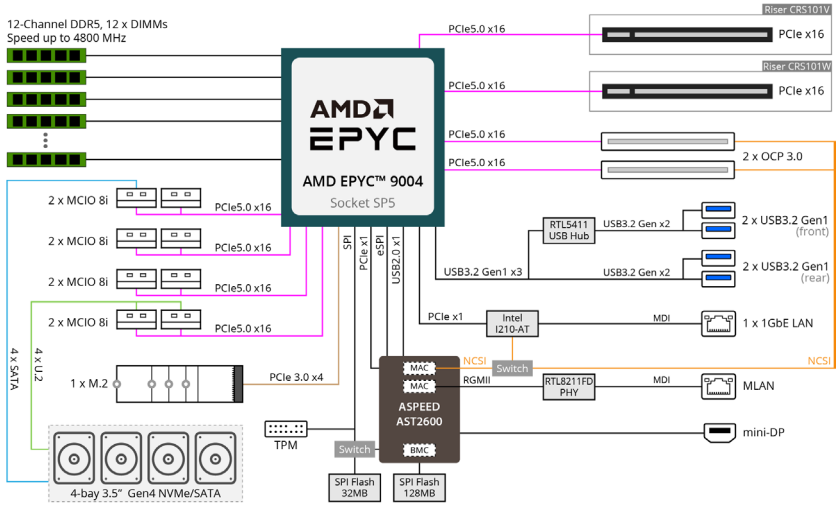 12-Channel DDR5, 12 x DIMMs
Speed up to 4800 MHz
AMD
EPYC
AMD EPYC™ 9004
Socket SP5
PCIe5.0 x16
Riser CRS101V
PCIe x16
PCIe5.0 x16
Riser CRS101W
PCIe x16
PCIe5.0 x16
PCIe5.0 x16
2 x OCP 3.0
2 x MCIO 8i
PCIe5.0 x16
2 x MCIO 8i
PCIe5.0 x16
2 x MCIO 8i
PCIe5.0 x16
2 x MCIO 8i
PCIe5.0 x16
SPI
PCIe x1
eSPI
USB2.0 x1
USB3.2 Gen1 x3
RTL5411
USB Hub
USB3.2 Gen x2
2 x USB3.2 Gen1
(front)
USB3.2 Gen x2
2 x USB3.2 Gen1
(rear)
PCIe x1
Intel
I210-AT
MDI
1 x 1GbE LAN
4 x SATA
4 x U.2
1 x M.2
PCIe 3.0 x4
MAC
NCSI
Switch
NCSI
MAC
RGMII
RTL8211FD
PHY
MDI
MLAN
ASPEED
AST2600
BMC
mini-DP
TPM
Switch
SPI Flash
32MB
SPI Flash
128MB
4-bay 3.5” Gen4 NVMe/SATA